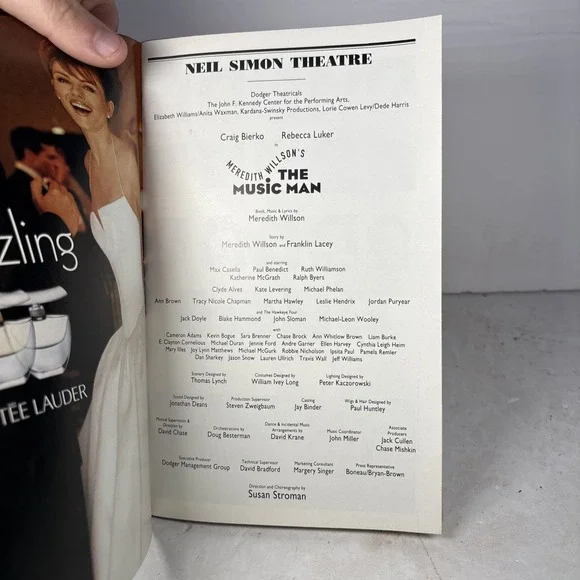 zling
TÉE LAUDER
NEIL SIMON THEATRE
Dodger Theatricals
The John F. Kennedy Center for the Performing Arts,
Elizabeth Williams/Anita Waxman, Kardana-Swinsky Productions, Lorie Cowen Levy/Dede Harris
present
Craig Bierko Rebecca Luker
in
MEREDITH WILLSON'S
THE
MUSIC MAN
Book, Music & Lyrics by
Meredith Willson
Story by
Meredith Willson and Franklin Lacey
and starring
Max Casella Paul Benedict Ruth Williamson
Katherine McGrath Ralph Byers
Clyde Alves Kate Levering Michael Phelan
Ann Brown Tracy Nicole Chapman Martha Hawley Leslie Hendrix Jordan Puryear
and The Hawkeye Four
Jack Doyle Blake Hammond John Sloman Michael-Leon Wooley
with
Cameron Adams Kevin Bogue Sara Brenner Chase Brock Ann Whitlow Brown Liam Burke
E. Clayton Cornelious Michael Duran Jennie Ford Andre Garner Ellen Harvey Cynthia Leigh Heim
Mary Illes Joy Lynn Matthews Michael McGurk Robbie Nicholson Ipsita Paul Pamela Remler
Dan Sharkey Jason Snow Lauren Ullrich Travis Wall Jeff Williams
Scenery Designed by Costumes Designed by Lighting Designed by
Thomas Lynch William Ivey Long Peter Kaczorowski
Sound Designed by Production Supervisor Casting Wigs & Hair Designed by
Jonathan Deans Steven Zweigbaum Jay Binder Paul Huntley
Musical Supervision & Direction by Orchestrations by Dance & Incidental Music Arrangements by Music Coordinator Associate Producers
David Chase Doug Besterman David Krane John Miller Jack Cullen
Chase Mishkin
Executive Producer Technical Supervisor Marketing Consultant Press Representative
Dodger Management Group David Bradford Margery Singer Boneau/Bryan-Brown
Direction and Choreography by
Susan Stroman